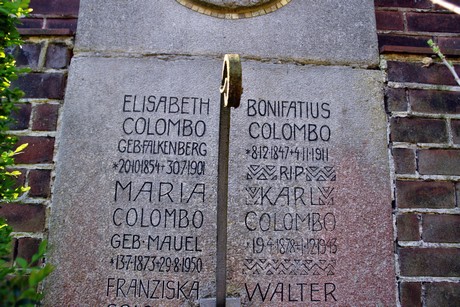 ELISABETH
COLOMBO
GEB·FALKENBERG
*20·10·1854+30·7·1901
MARIA
COLOMBO
GEB·MAUEL
*13·7·1873+29·8·1950
FRANZISKA
BONIFATIUS
COLOMBO
*8·12·1847+4·11·1911
RIP
KARL
COLOMBO
WALTER